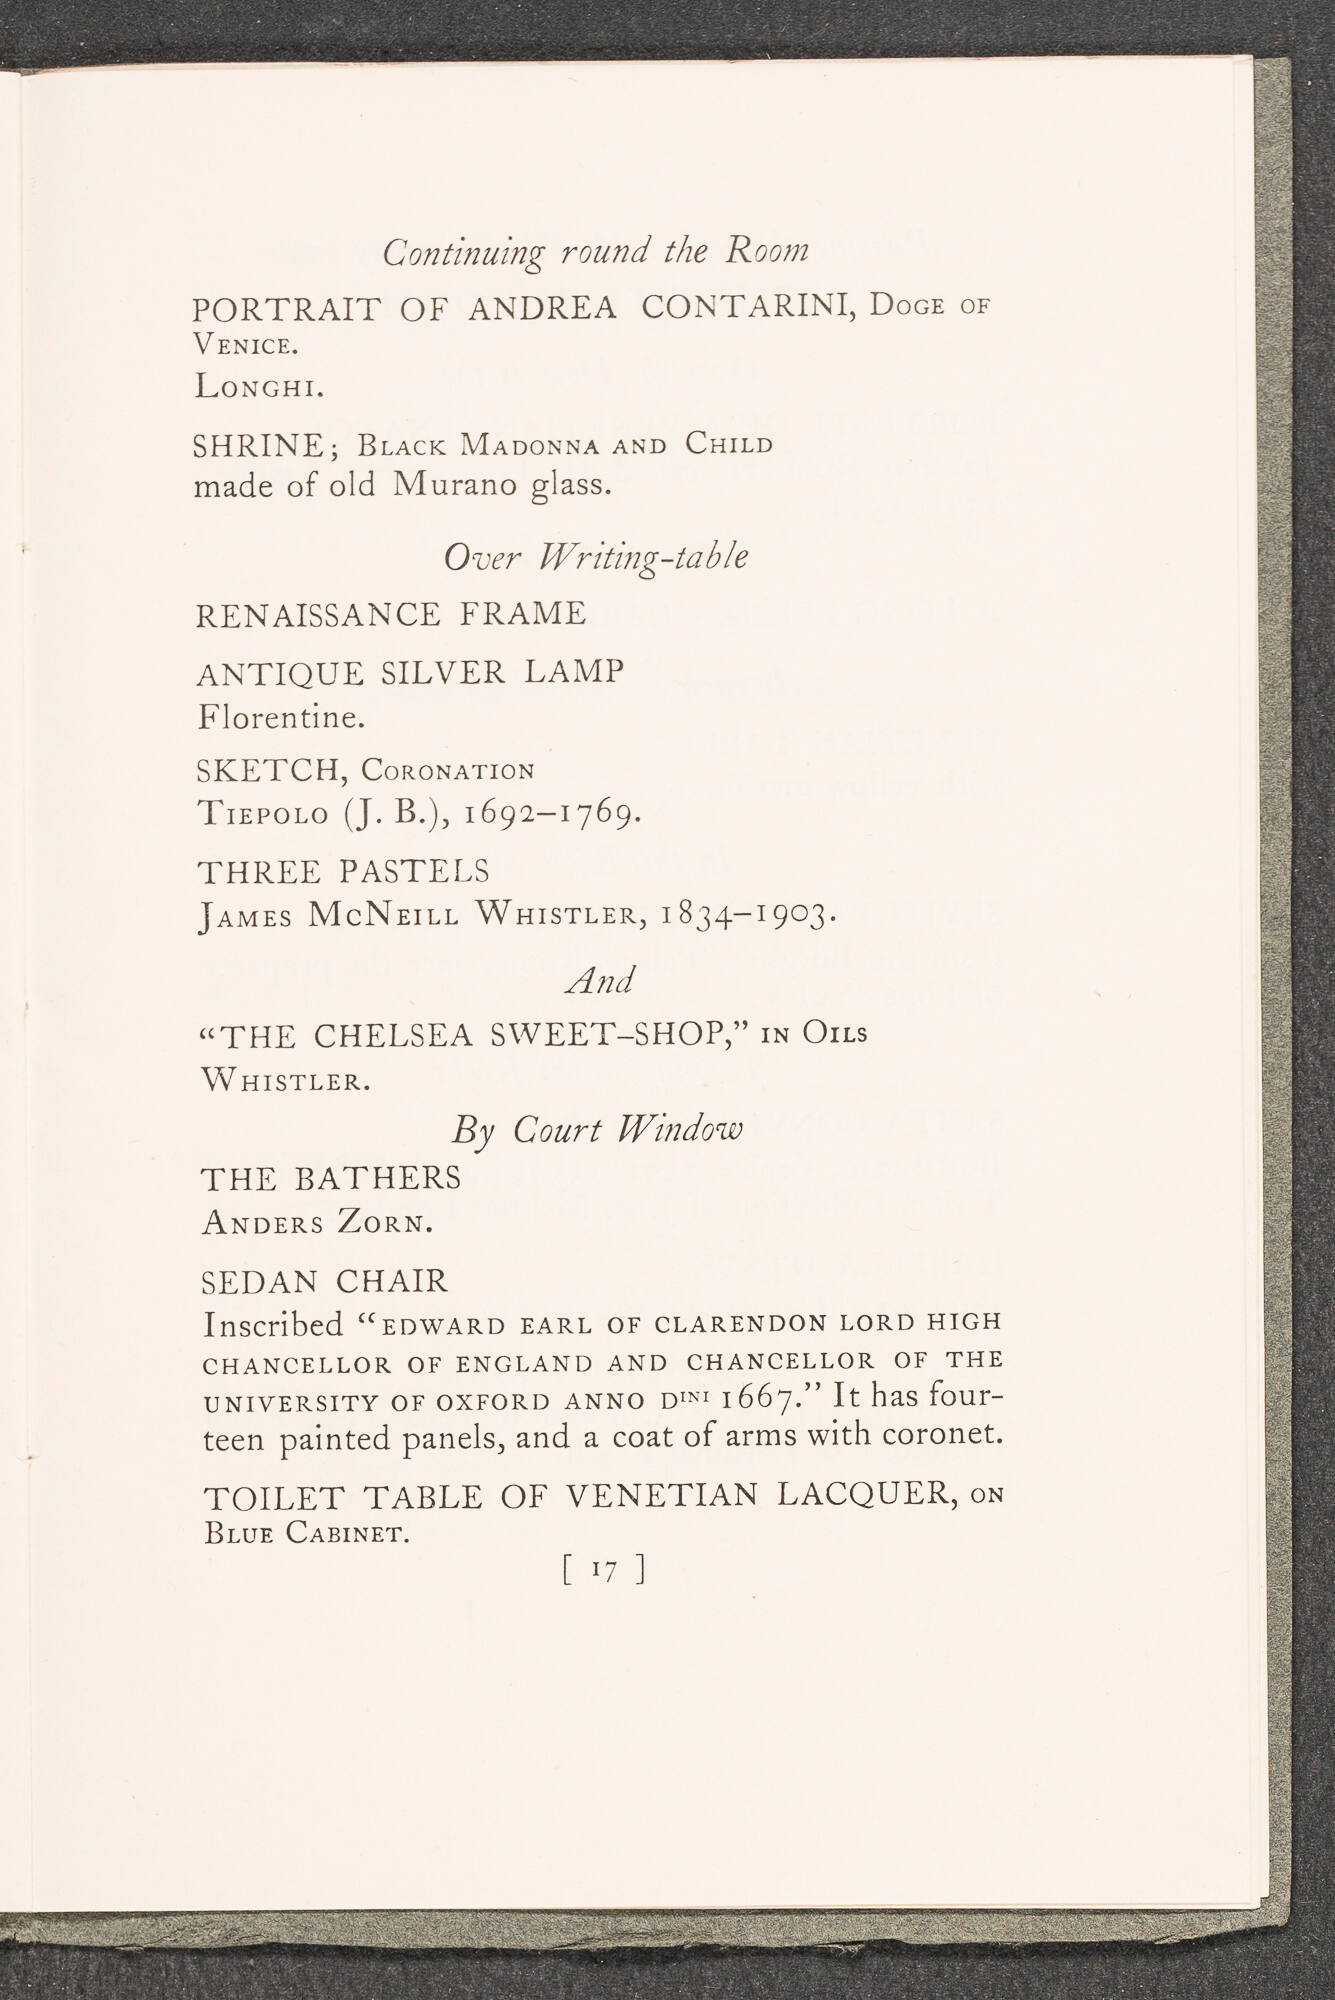 Continuing round the Room
PORTRAIT OF ANDREA CONTARINI, DOGE OF
VENICE.
LONGHI.
SHRINE; BLACK MADONNA AND CHILD
made of old Murano glass.
Over Writing-table
RENAISSANCE FRAME
ANTIQUE SILVER LAMP
Florentine.
SKETCH, CORONATION
TIEPOLO (J. B.), 1692–1769.
THREE PASTELS
JAMES MCNEILL WHISTLER, 1834–1903.
And
“THE CHELSEA SWEET-SHOP,” IN OILS
WHISTLER.
By Court Window
THE BATHERS
ANDERS ZORN.
SEDAN CHAIR
Inscribed “EDWARD EARL OF CLARENDON LORD HIGH
CHANCELLOR OF ENGLAND AND CHANCELLOR OF THE
UNIVERSITY OF OXFORD ANNO DINI 1667.” It has four-
teen painted panels, and a coat of arms with coronet.
TOILET TABLE OF VENETIAN LACQUER, ON
BLUE CABINET.
[ 17 ]